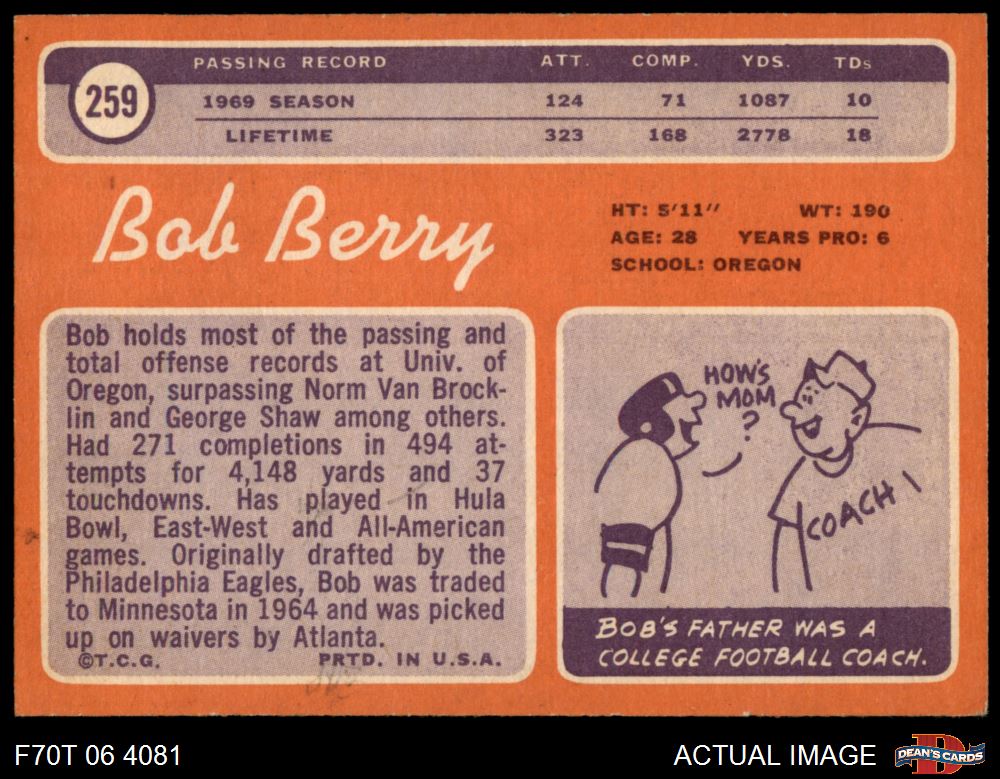 259
PASSING RECORD ATT. COMP. YDS. TDs
1969 SEASON 124 71 1087 10
LIFETIME 323 168 2778 18
Bob Berry
HT: 5'11" WT: 190
AGE: 28 YEARS PRO: 6
SCHOOL: OREGON
Bob holds most of the passing and
total offense records at Univ. of
Oregon, surpassing Norm Van Brock-
lin and George Shaw among others.
Had 271 completions in 494 at-
tempts for 4,148 yards and 37
touchdowns. Has played in Hula
Bowl, East-West and All-American
games. Originally drafted by the
Philadelphia Eagles, Bob was traded
to Minnesota in 1964 and was picked
up on waivers by Atlanta.
©T.C.G. PRTD. IN U.S.A.
HOW'S
MOM
?
COACH
BOB'S FATHER WAS A
COLLEGE FOOTBALL COACH.
F70T 06 4081
ACTUAL IMAGE
D
DEAN'S CARDS